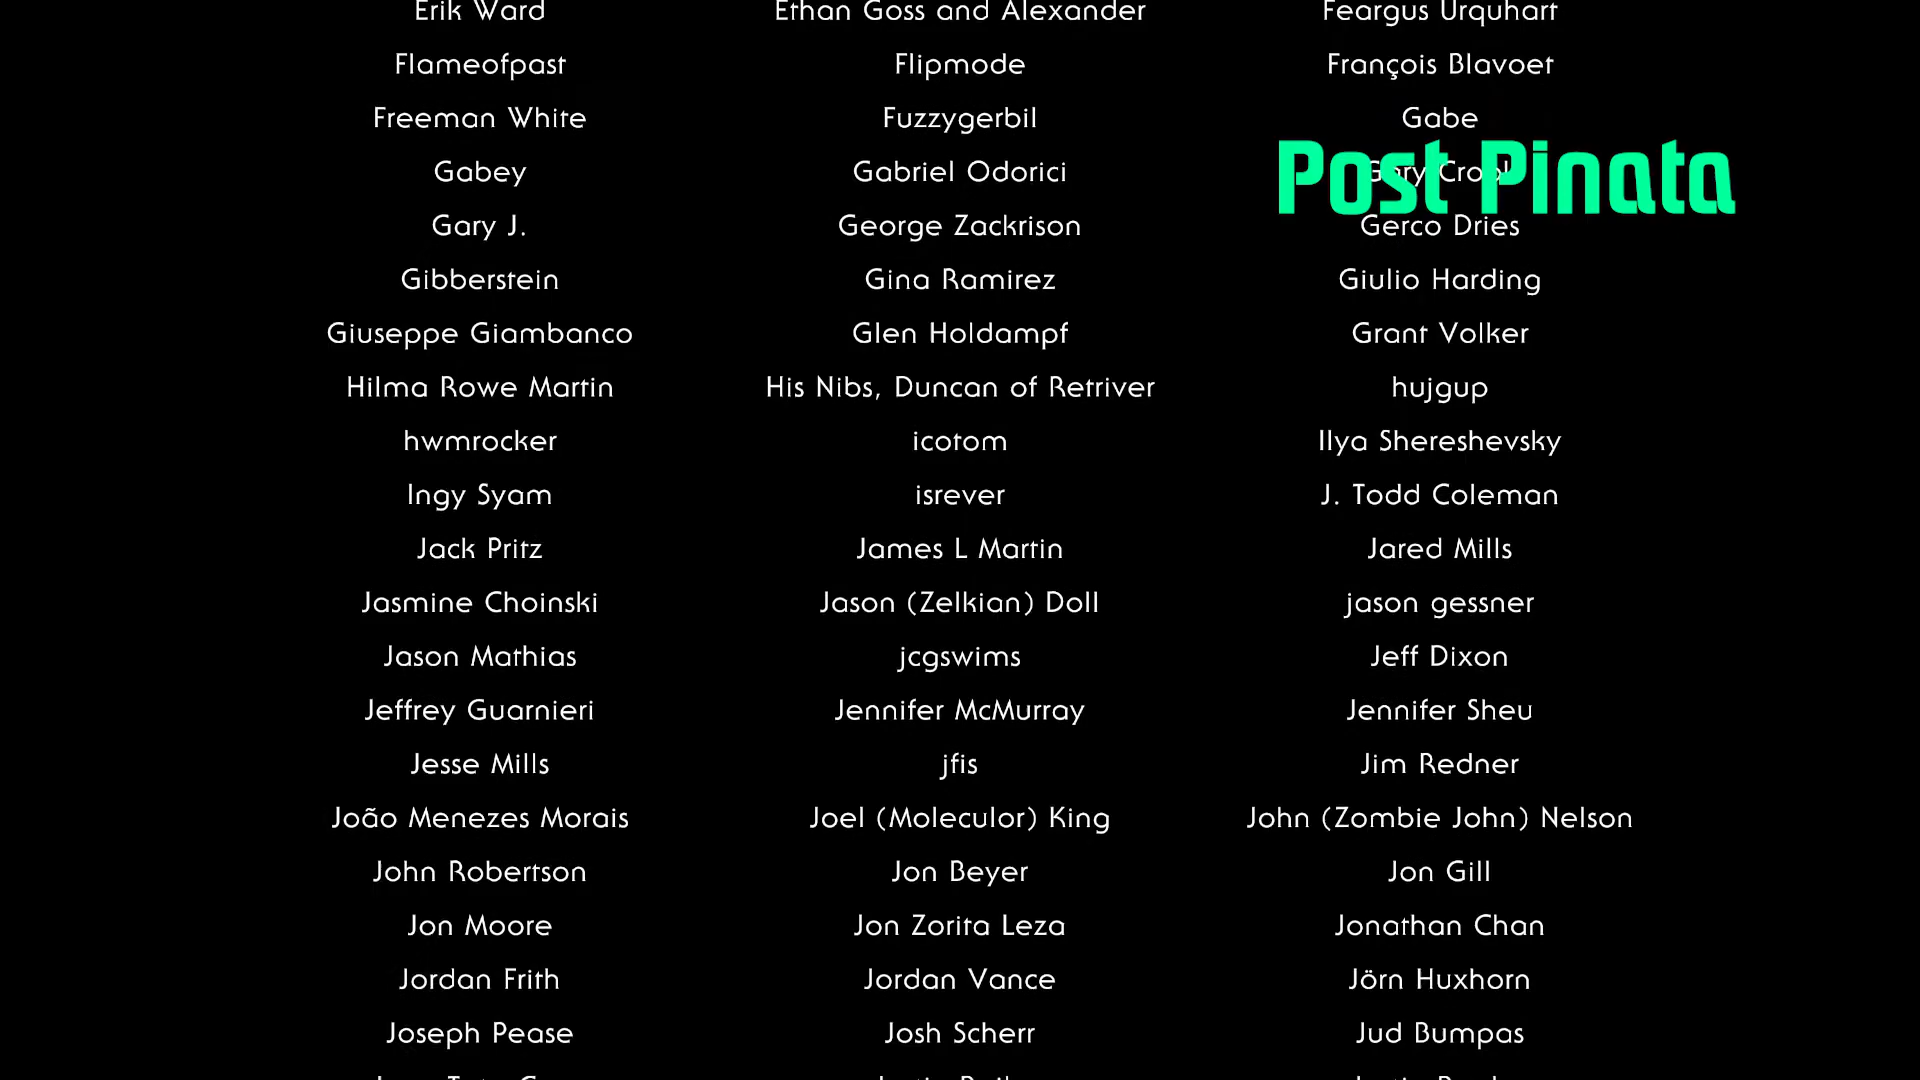 Erik Ward Ethan Goss and Alexander Feargus Urquhart
Flameofpast Flipmode François Blavoet
Freeman White Fuzzygerbil Gabe
Post Pinata
Gabey Gabriel Odorici Gary
Gary J. George Zackrison Gerco Dries
Gibberstein Gina Ramirez Giulio Harding
Giuseppe Giambanco Glen Holdampf Grant Volker
Hilma Rowe Martin His Nibs, Duncan of Retriver hujgup
hwmrocker icotom Ilya Shereshevsky
Ingy Syam isrever J. Todd Coleman
Jack Pritz James L Martin Jared Mills
Jasmine Choinski Jason (Zelkian) Doll jason gessner
Jason Mathias jcgswims Jeff Dixon
Jeffrey Guarnieri Jennifer McMurray Jennifer Sheu
Jesse Mills jfis Jim Redner
João Menezes Morais Joel (Moleculor) King John (Zombie John) Nelson
John Robertson Jon Beyer Jon Gill
Jon Moore Jon Zorita Leza Jonathan Chan
Jordan Frith Jordan Vance Jörn Huxhorn
Joseph Pease Josh Scherr Jud Bumpas